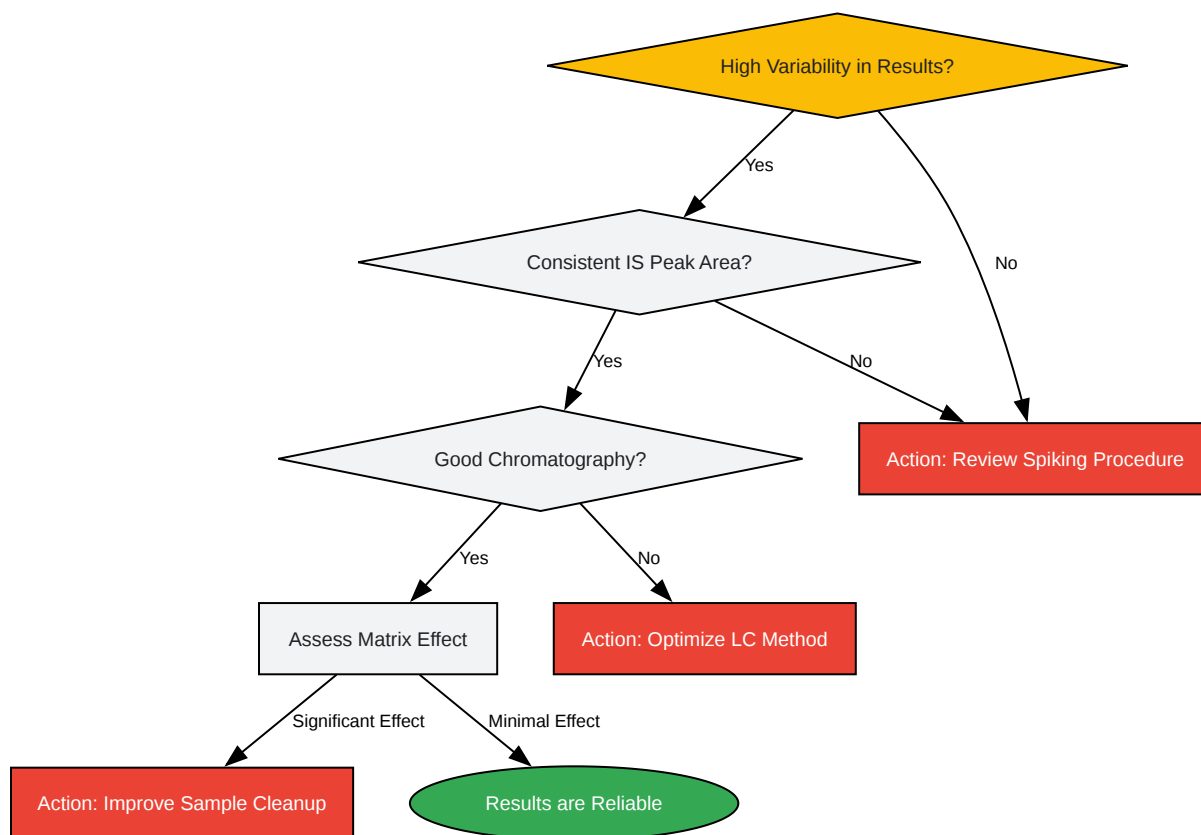 High Variability in Results?
Yes
Consistent IS Peak Area?
No
Yes
No
Good Chromatography?
Action: Review Spiking Procedure
Yes
No
Assess Matrix Effect
Action: Optimize LC Method
Significant Effect
Minimal Effect
Action: Improve Sample Cleanup
Results are Reliable